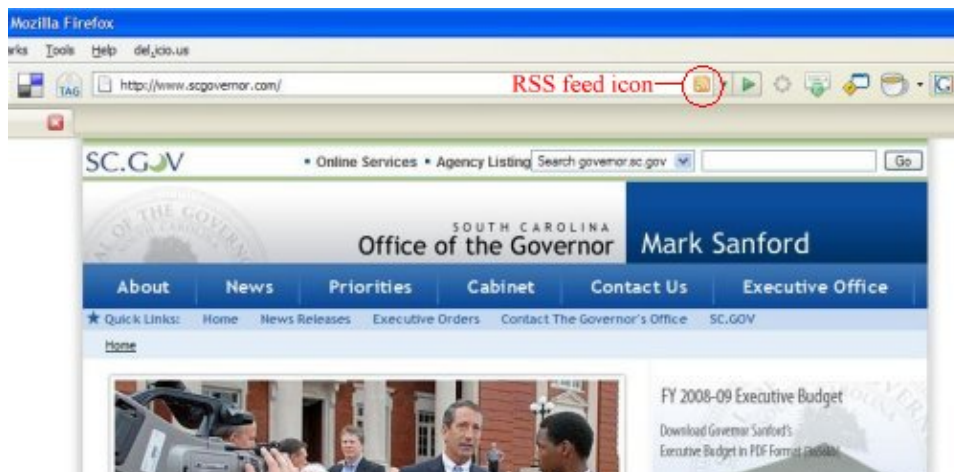 Mozilla Firefox
arks Tools Help del.icio.us
TAG http://www.scgovernor.com/ RSS feed icon G
SC.GOV • Online Services • Agency Listing Search governor.sc.gov Go
SOUTH CAROLINA
Office of the Governor Mark Sanford
About News Priorities Cabinet Contact Us Executive Office
Quick Links: Home News Releases Executive Orders Contact The Governor's Office SC.GOV
Home
FY 2008-09 Executive Budget
Download Governor Sanford's
Executive Budget in PDF Format